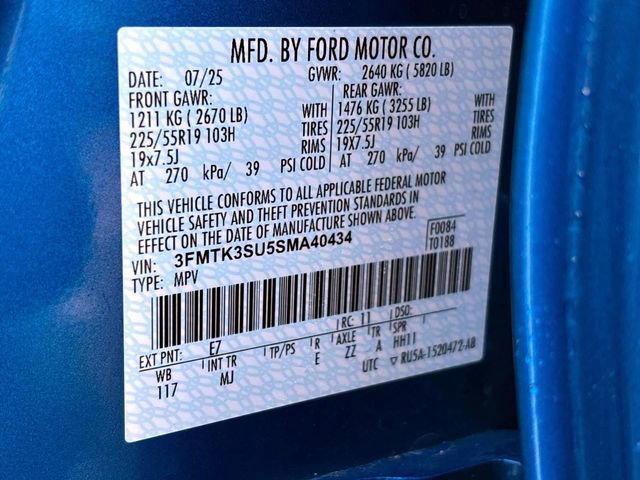 MFD. BY FORD MOTOR CO.
DATE: 07/25 GVWR: 2640 KG ( 5820 LB)
FRONT GAWR: REAR GAWR:
1211 KG ( 2670 LB) WITH 1476 KG ( 3255 LB) WITH
225/55R19 103H TIRES 225/55R19 103H TIRES
19x7.5J RIMS 19x7.5J RIMS
AT 270 kPa/ 39 PSI COLD AT 270 kPa/ 39 PSI COLD
THIS VEHICLE CONFORMS TO ALL APPLICABLE FEDERAL MOTOR
VEHICLE SAFETY AND THEFT PREVENTION STANDARDS IN
EFFECT ON THE DATE OF MANUFACTURE SHOWN ABOVE.
VIN: 3FMTK3SU5SMA40434 F0084
TYPE: MPV T0188
EXT PNT: E7 RC: 11 DSO:
WB INT TR TP/PS R AXLE TR SPR
117 MJ E ZZ A HH11
UTC ▽ RU5A-1520472-AB